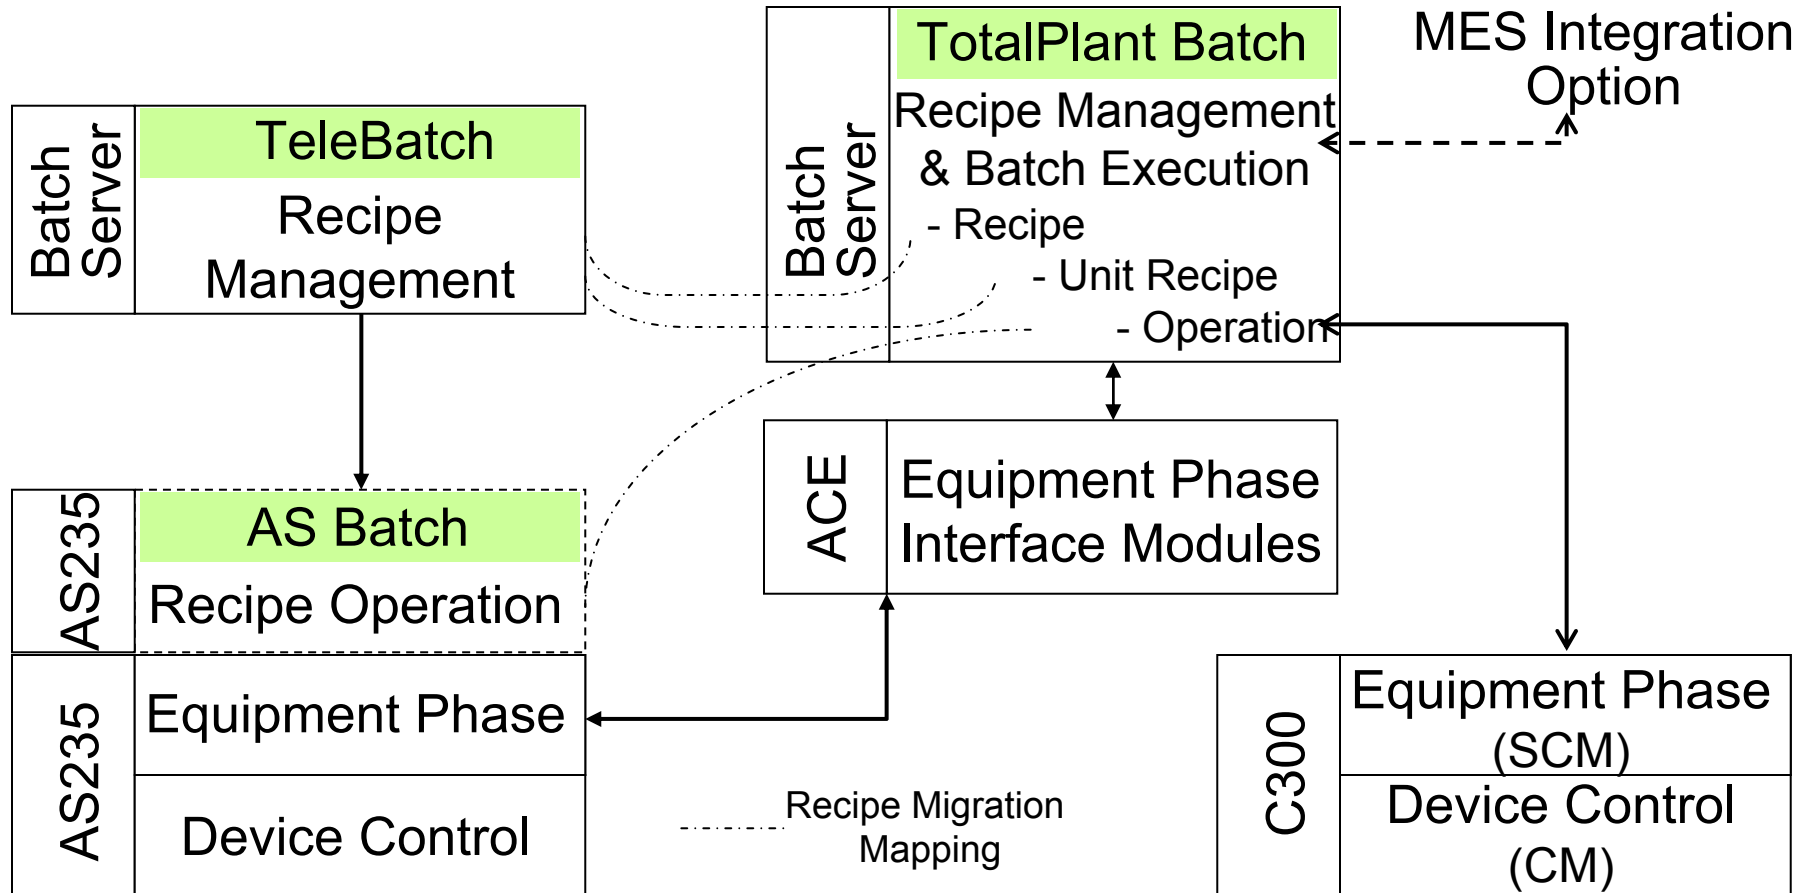 Batch
Server
TeleBatch
Recipe
Management
Batch
Server
TotalPlant Batch
Recipe Management
& Batch Execution
- Recipe
- Unit Recipe
- Operation
MES Integration
Option
AS235
AS Batch
Recipe Operation
AS235
Equipment Phase
Device Control
ACE
Equipment Phase
Interface Modules
Recipe Migration
Mapping
C300
Equipment Phase
(SCM)
Device Control
(CM)